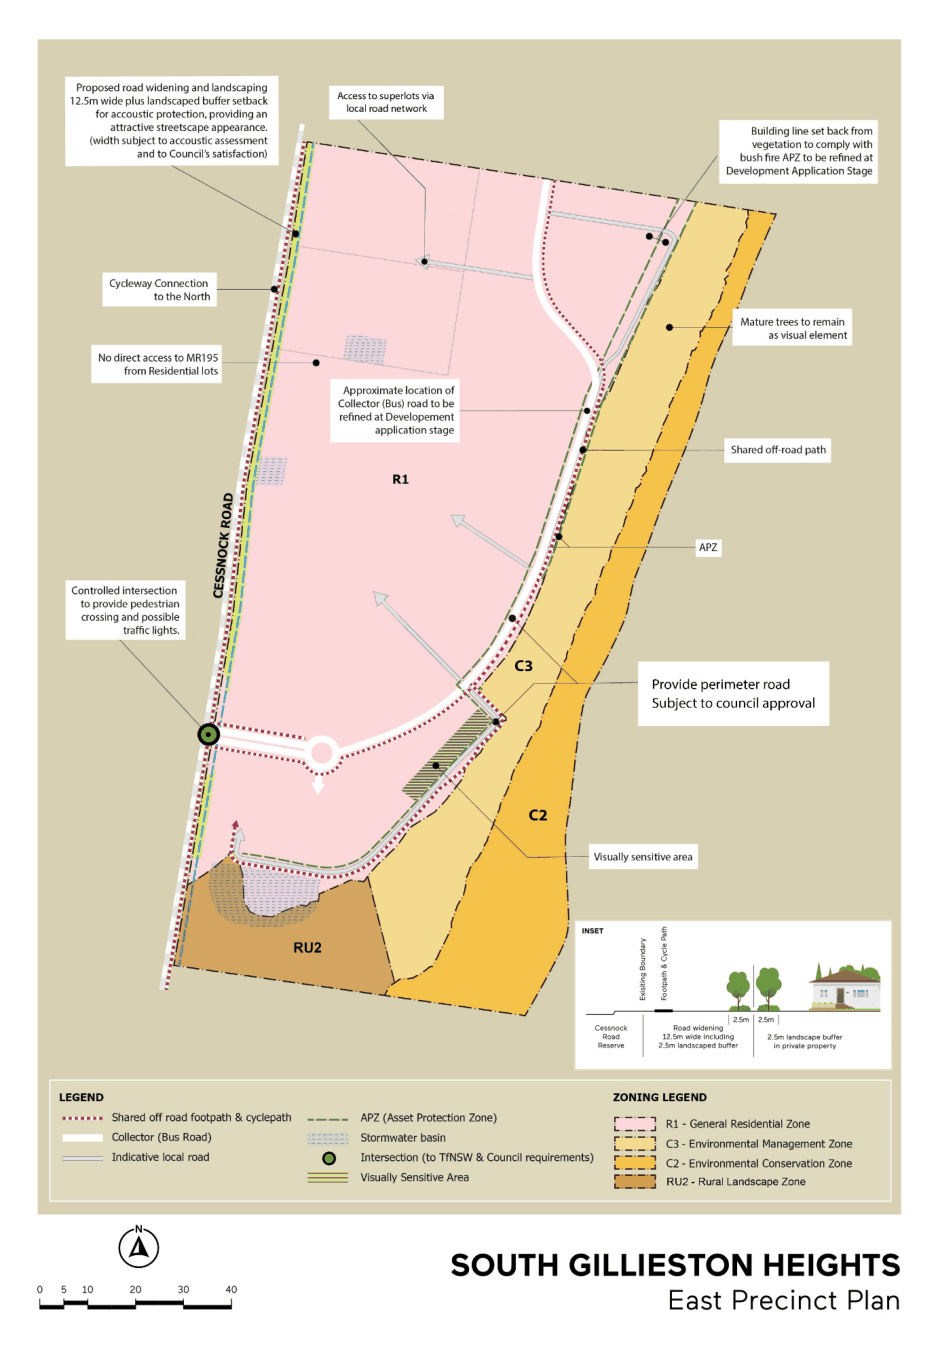 Proposed road widening and landscaping
12.5m wide plus landscaped buffer setback
for accoustic protection, providing an
attractive streetscape appearance.
(width subject to accoustic assessment
and to Council's satisfaction)
Access to superlots via
local road network
Building line set back from
vegetation to comply with
bush fire APZ to be refined at
Development Application Stage
Cycleway Connection
to the North
Mature trees to remain
as visual element
No direct access to MR195
from Residential lots
Approximate location of
Collector (Bus) road to be
refined at Developement
application stage
Shared off-road path
R1
CESSNOCK ROAD
APZ
Controlled intersection
to provide pedestrian
crossing and possible
traffic lights.
C3
Provide perimeter road
Subject to council approval
C2
Visually sensitive area
RU2
INSET
Exisiting Boundary
Footpath & Cycle Path
2.5m
2.5m
Cessnock
Road
Reserve
Road widening
12.5m wide including
2.5m landscaped buffer
2.5m landscape buffer
in private property
LEGEND
Shared off road footpath & cyclepath
Collector (Bus Road)
Indicative local road
APZ (Asset Protection Zone)
Stormwater basin
Intersection (to TfNSW & Council requirements)
Visually Sensitive Area
ZONING LEGEND
R1 - General Residential Zone
C3 - Environmental Management Zone
C2 - Environmental Conservation Zone
RU2 - Rural Landscape Zone
N
0 5 10 20 30 40
SOUTH GILLIESTON HEIGHTS
East Precinct Plan